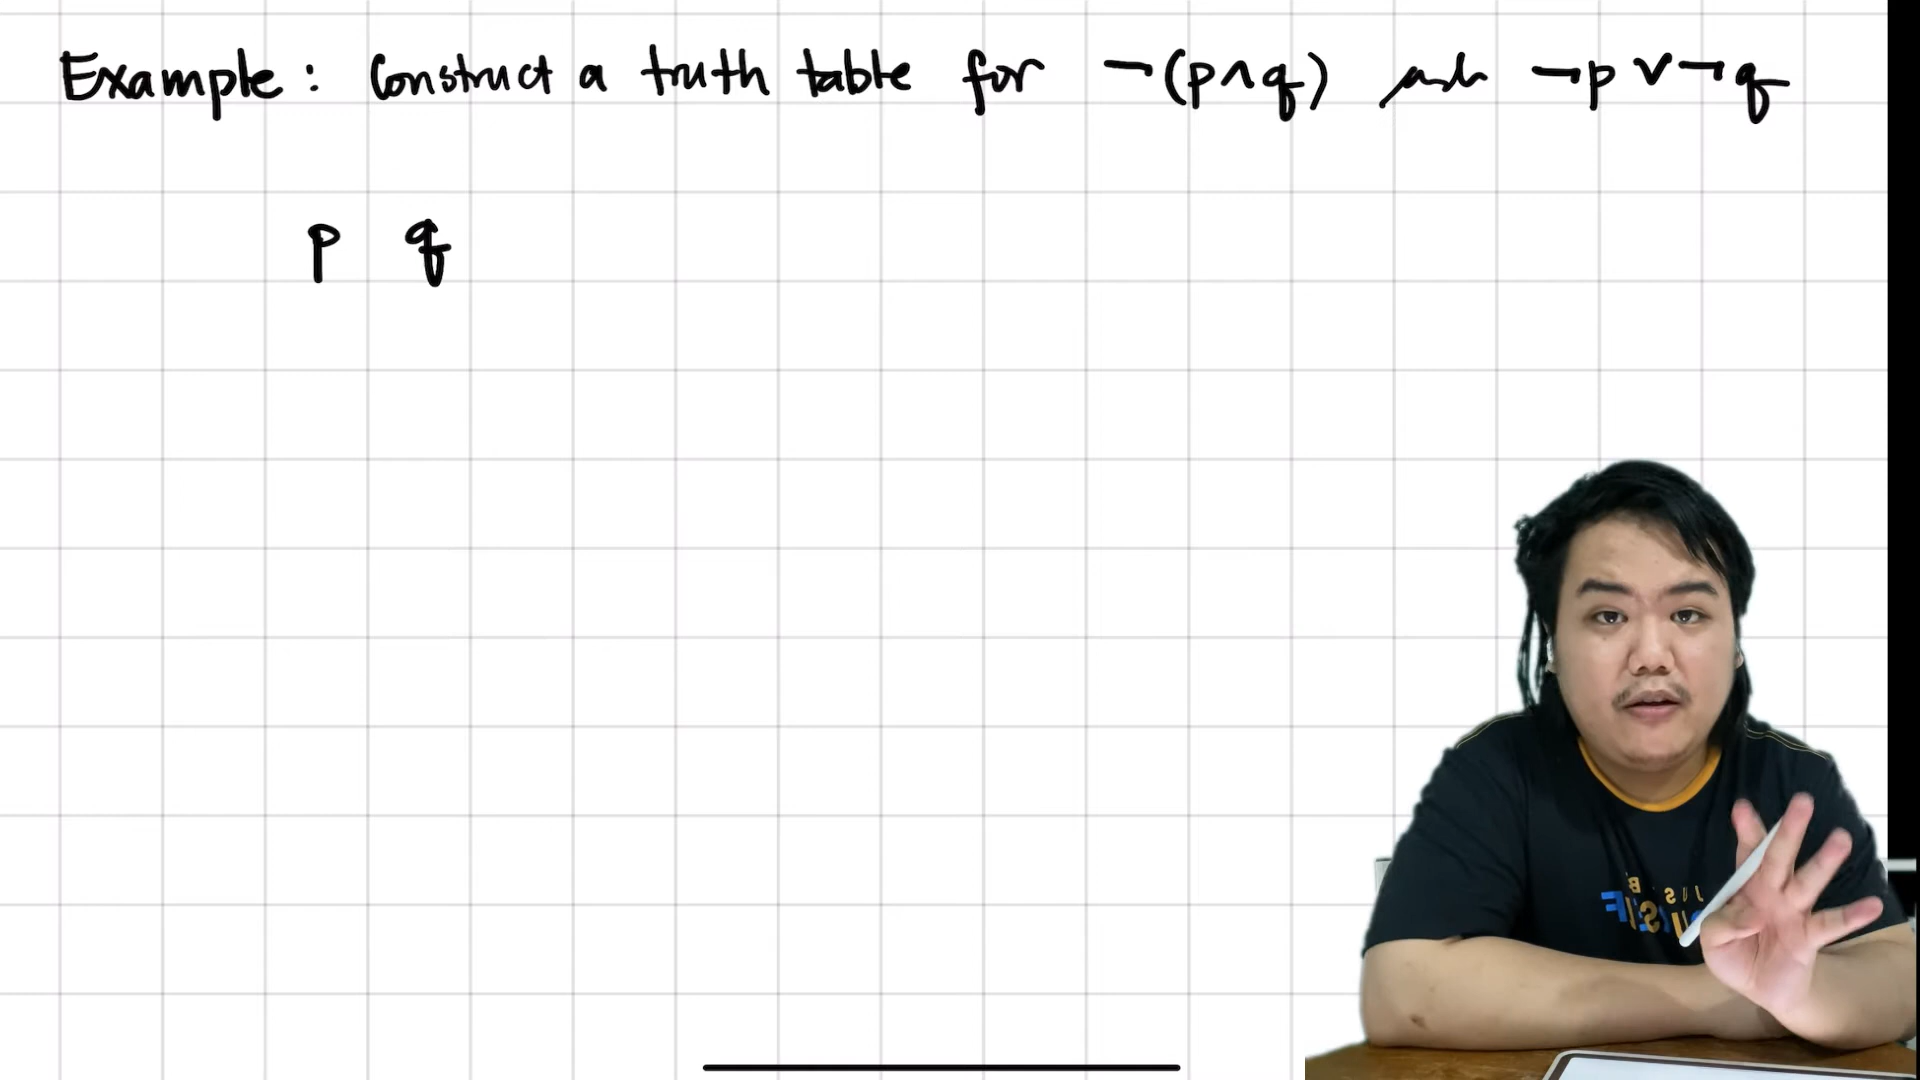 Example: Construct a truth table for ¬(p∧q) and ¬p ∨ ¬q
p q